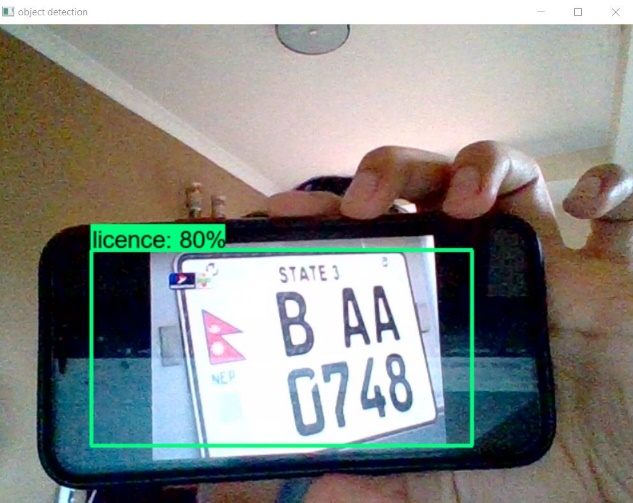 object detection
licence: 80%
STATE 3
B AA
NEP
0748